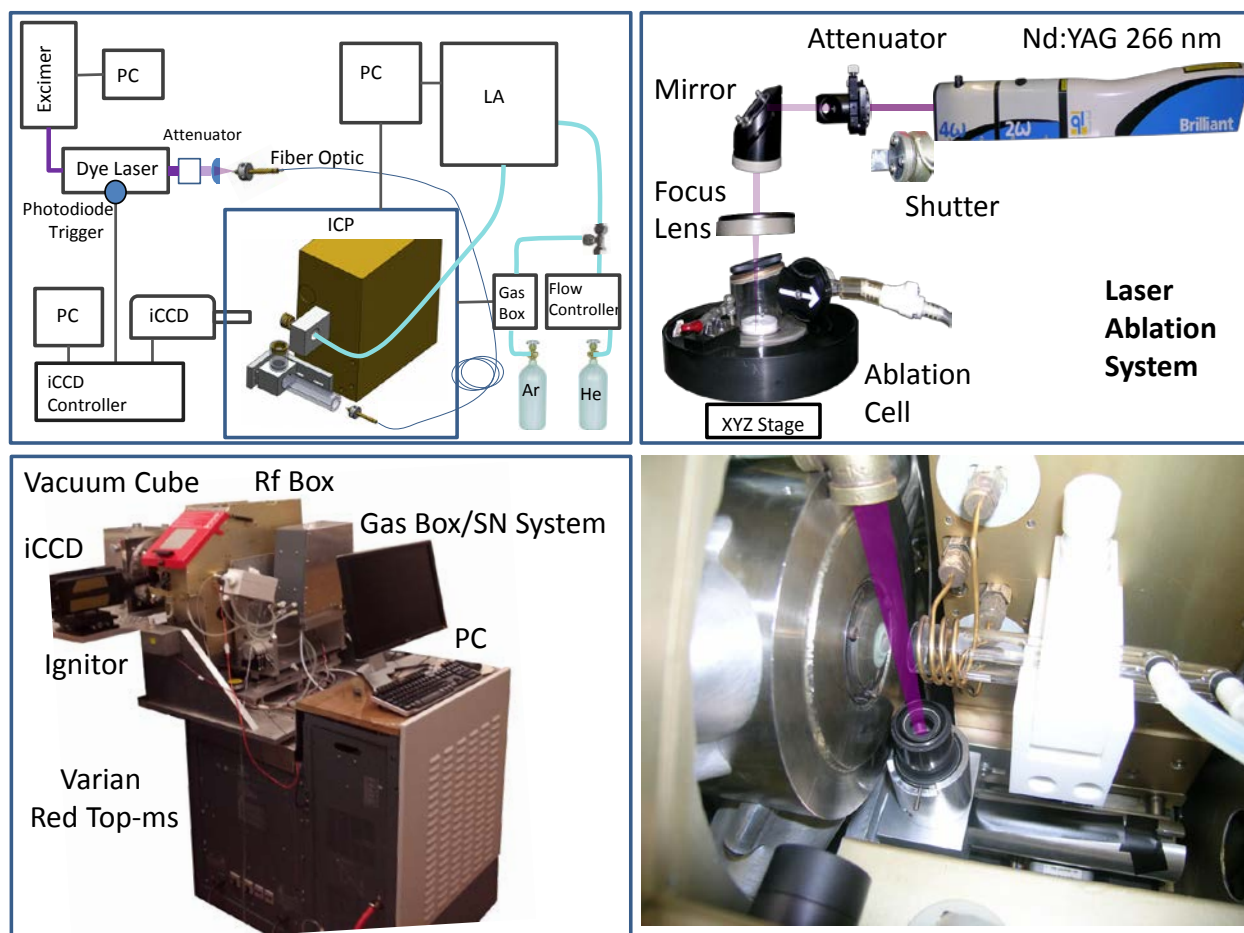 Excimer
PC
Dye Laser
Attenuator
Fiber Optic
Photodiode
Trigger
PC
LA
ICP
PC
iCCD
iCCD
Controller
Gas
Box
Flow
Controller
Ar
He
Attenuator
Nd:YAG 266 nm
Mirror
4ω
2ω
Brilliant
Shutter
Focus
Lens
Laser
Ablation
System
Ablation
Cell
XYZ Stage
Vacuum Cube
Rf Box
Gas Box/SN System
iCCD
PC
Ignitor
Varian
Red Top-ms